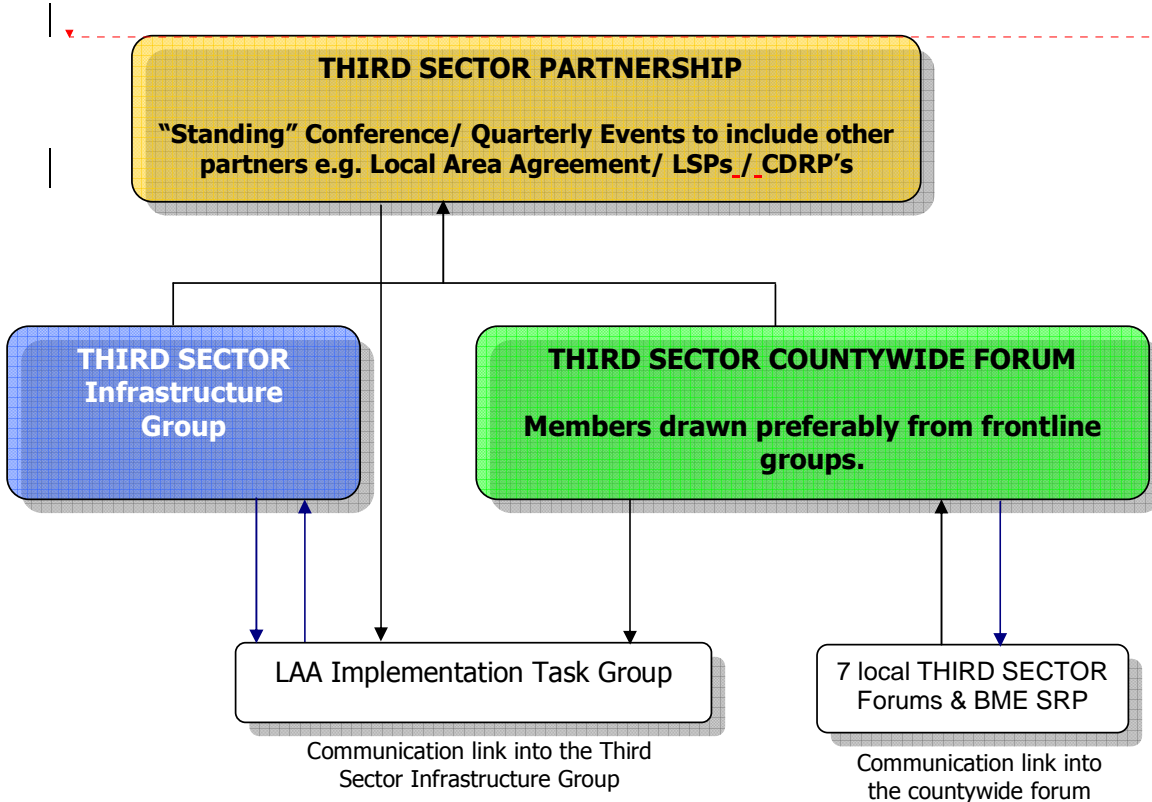 THIRD SECTOR PARTNERSHIP
“Standing” Conference/ Quarterly Events to include other
partners e.g. Local Area Agreement/ LSPs / CDRP’s
THIRD SECTOR
Infrastructure
Group
THIRD SECTOR COUNTYWIDE FORUM
Members drawn preferably from frontline
groups.
LAA Implementation Task Group
Communication link into the Third
Sector Infrastructure Group
7 local THIRD SECTOR
Forums & BME SRP
Communication link into
the countywide forum